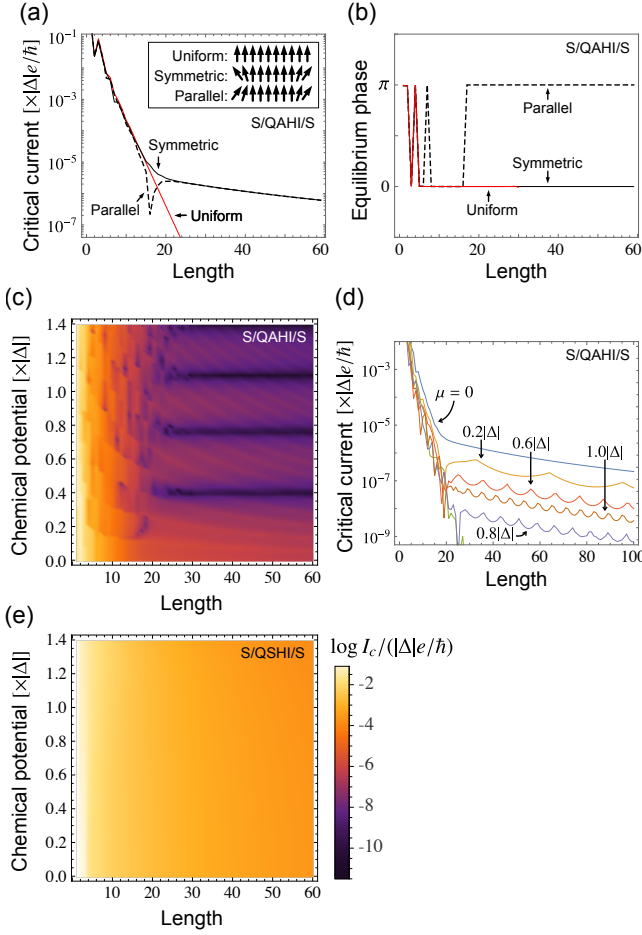 (a)
Critical current [×|Δ|e/ħ]
10^-1
10^-3
10^-5
10^-7
Uniform:
Symmetric:
Parallel:
S/QAHI/S
Symmetric
Parallel
Uniform
0 10 20 30 40 50 60
Length
(b)
S/QAHI/S
Equilibrium phase
π
0
Parallel
Symmetric
Uniform
0 10 20 30 40 50 60
Length
(c)
Chemical potential [×|Δ|]
1.4
1.2
1.0
0.8
0.6
0.4
0.2
0.0
S/QAHI/S
10 20 30 40 50 60
Length
(d)
S/QAHI/S
Critical current [×|Δ|e/ħ]
10^-3
10^-5
10^-7
10^-9
μ = 0
0.2|Δ|
0.6|Δ|
1.0|Δ|
0.8|Δ|
0 20 40 60 80 100
Length
(e)
Chemical potential [×|Δ|]
1.4
1.2
1.0
0.8
0.6
0.4
0.2
0.0
S/QSHI/S
10 20 30 40 50 60
Length
log I_c/(|Δ|e/ħ)
-2
-4
-6
-8
-10